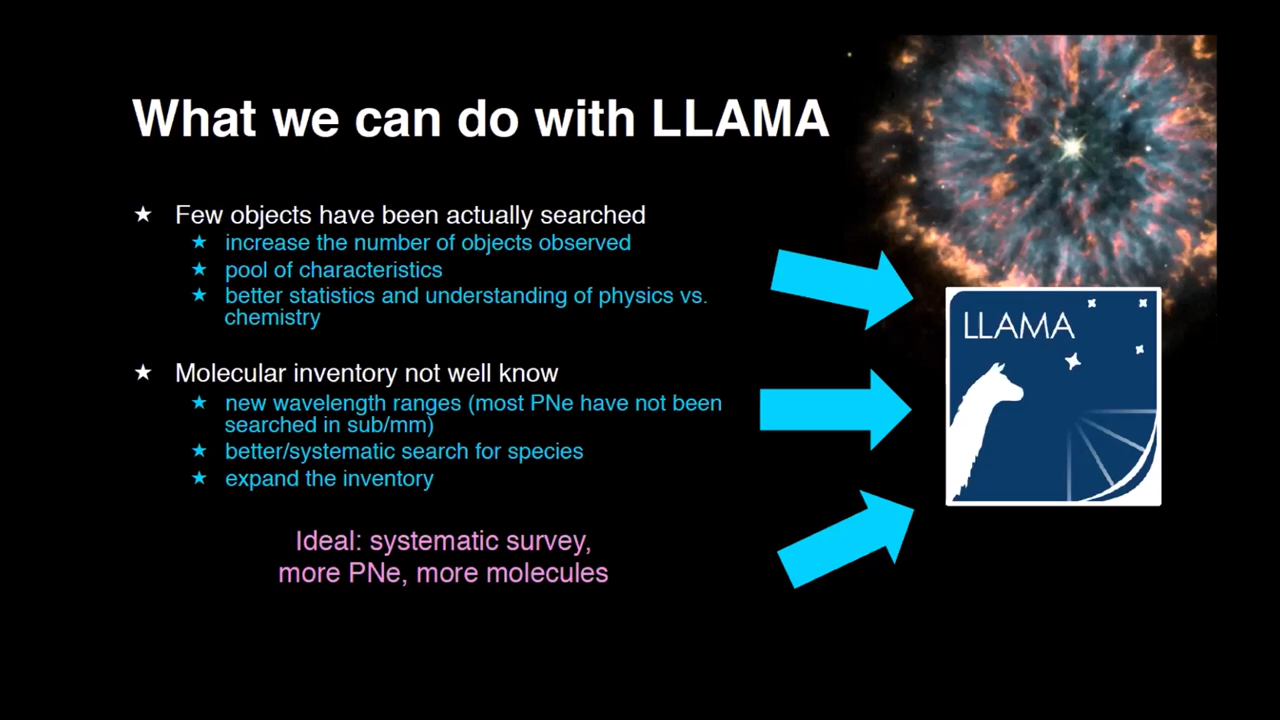 What we can do with LLAMA
★ Few objects have been actually searched
★ increase the number of objects observed
★ pool of characteristics
★ better statistics and understanding of physics vs.
chemistry
★ Molecular inventory not well know
★ new wavelength ranges (most PNe have not been
searched in sub/mm)
★ better/systematic search for species
★ expand the inventory
Ideal: systematic survey,
more PNe, more molecules
LLAMA